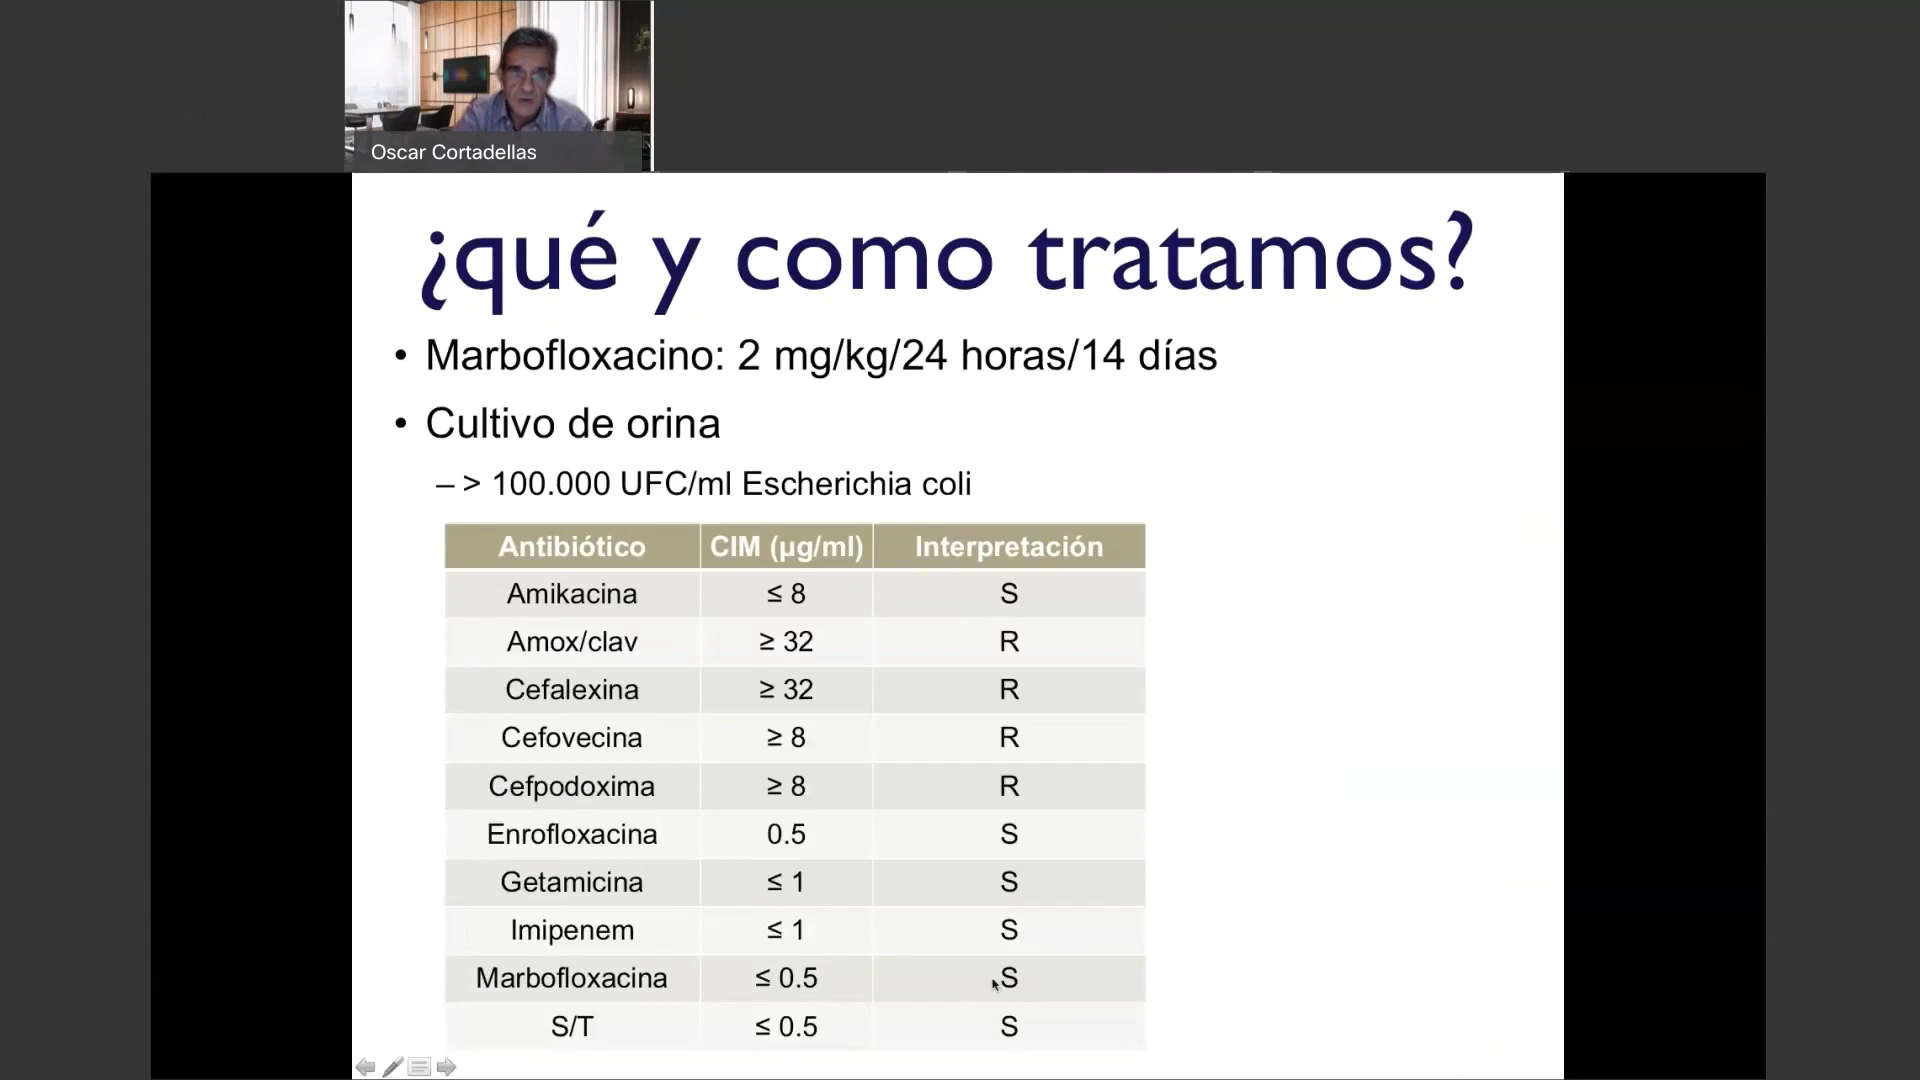 Oscar Cortadellas
¿qué y como tratamos?
• Marbofloxacino: 2 mg/kg/24 horas/14 días
• Cultivo de orina
– > 100.000 UFC/ml Escherichia coli
Antibiótico CIM (µg/ml) Interpretación
Amikacina ≤ 8 S
Amox/clav ≥ 32 R
Cefalexina ≥ 32 R
Cefovecina ≥ 8 R
Cefpodoxima ≥ 8 R
Enrofloxacina 0.5 S
Getamicina ≤ 1 S
Imipenem ≤ 1 S
Marbofloxacina ≤ 0.5 S
S/T ≤ 0.5 S